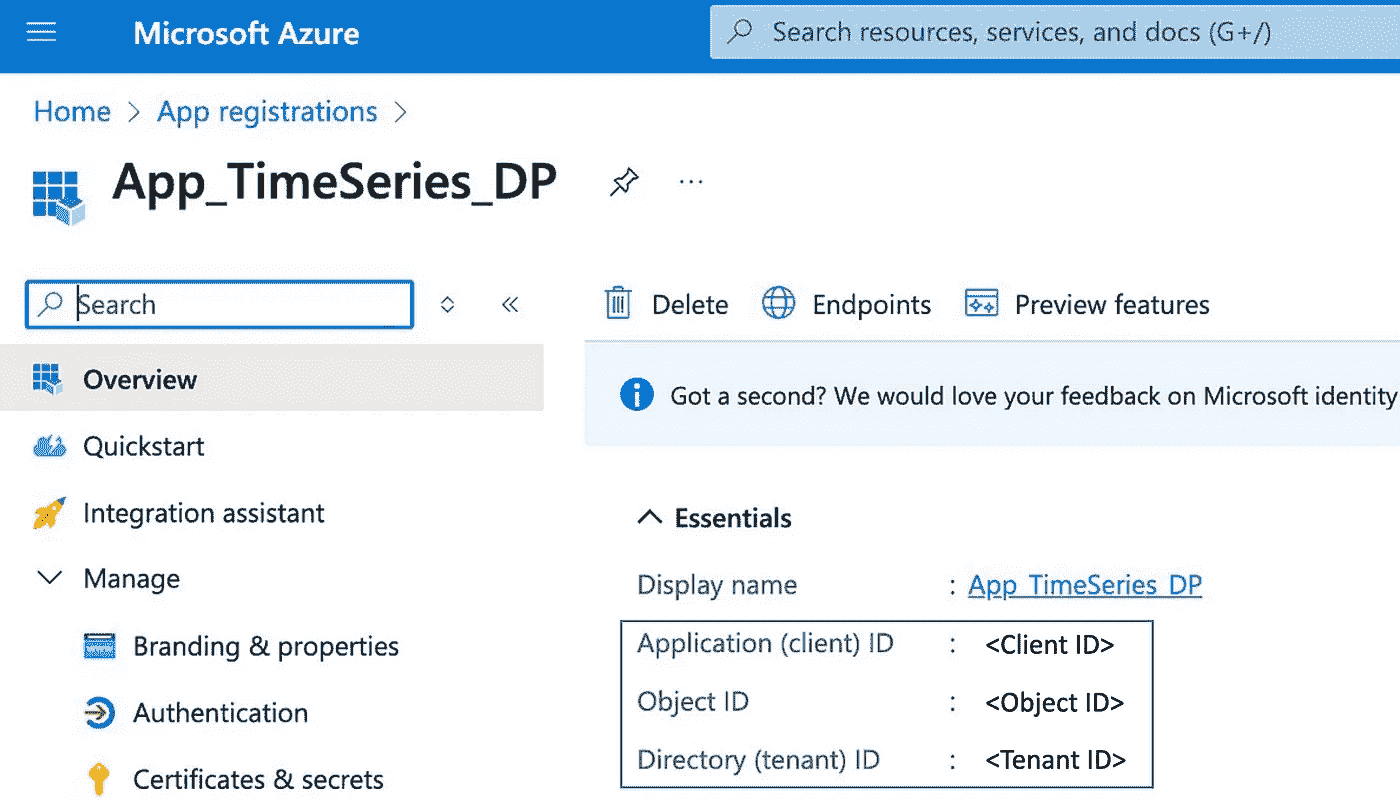 Microsoft Azure
Search resources, services, and docs (G+/)
Home > App registrations >
App_TimeSeries_DP
...
Search
Overview
Quickstart
Integration assistant
Manage
Branding & properties
Authentication
Certificates & secrets
Delete
Endpoints
Preview features
Got a second? We would love your feedback on Microsoft identity
Essentials
Display name : App_TimeSeries_DP
Application (client) ID : <Client ID>
Object ID : <Object ID>
Directory (tenant) ID : <Tenant ID>